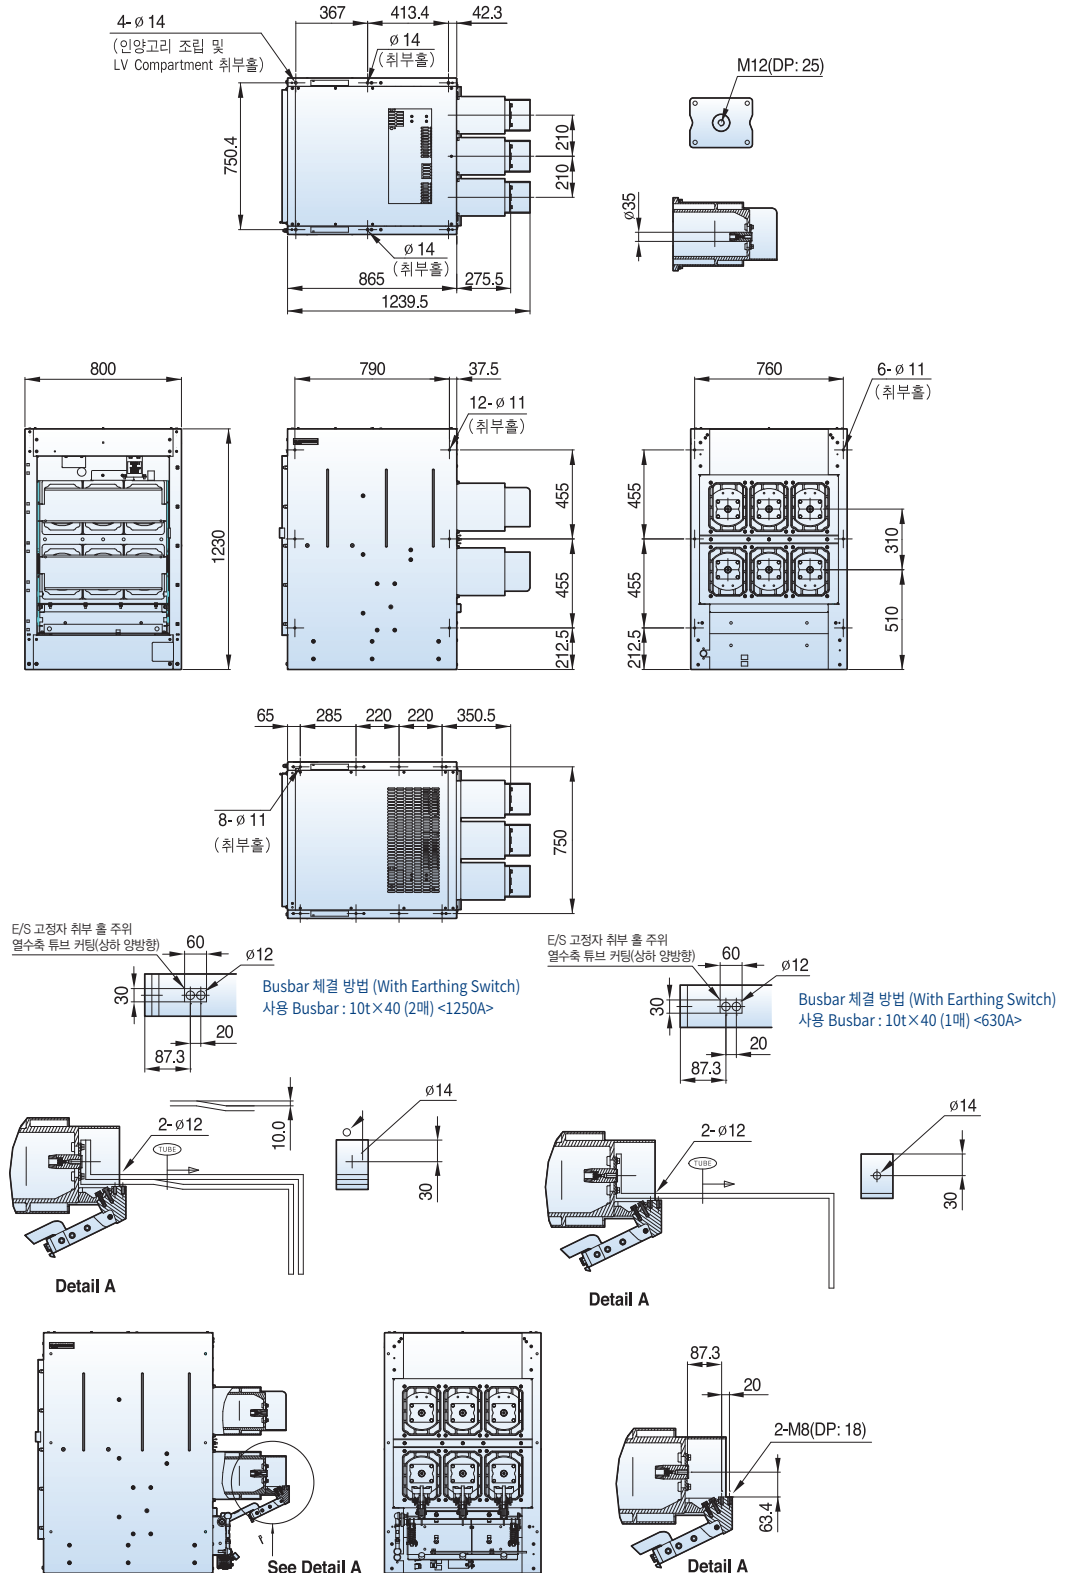 4- ø 14
(인양고리 조립 및
LV Compartment 취부홀)
367
413.4
42.3
ø 14
(취부홀)
750.4
210
210
ø 14
(취부홀)
865
275.5
1239.5
M12(DP: 25)
ø35
800
1230
790
37.5
12- ø 11
(취부홀)
455
455
212.5
760
6- ø 11
(취부홀)
455
455
212.5
310
510
65
285
220
220
350.5
8- ø 11
(취부홀)
750
E/S 고정자 취부 홀 주위
열수축 튜브 커팅(상하 양방향)
60
ø12
30
20
87.3
Busbar 체결 방법 (With Earthing Switch)
사용 Busbar : 10t×40 (2매) <1250A>
E/S 고정자 취부 홀 주위
열수축 튜브 커팅(상하 양방향)
60
ø12
30
20
87.3
Busbar 체결 방법 (With Earthing Switch)
사용 Busbar : 10t×40 (1매) <630A>
10.0
2- ø12
TUBE
ø14
30
Detail A
2- ø12
TUBE
ø14
30
Detail A
See Detail A
87.3
20
2-M8(DP: 18)
63.4
Detail A